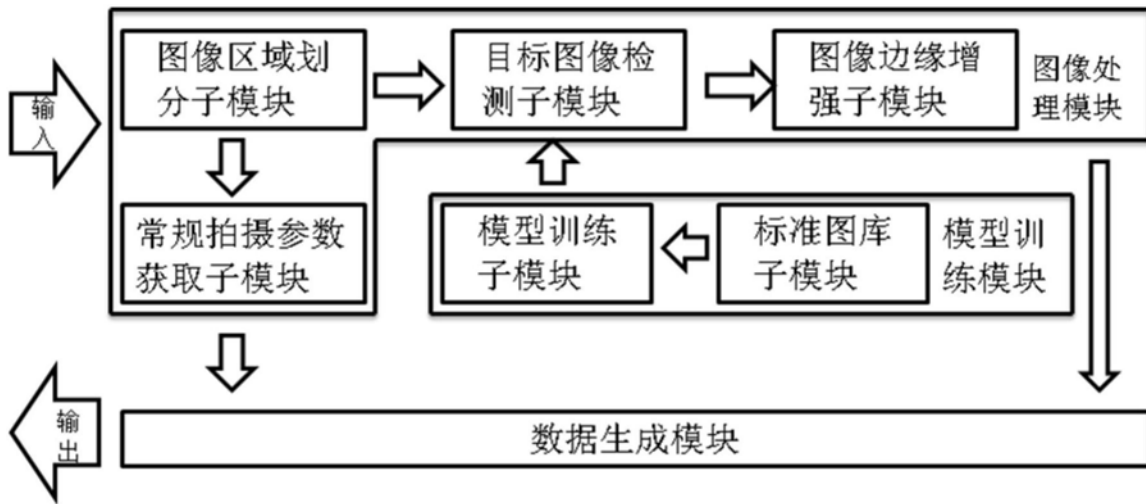 输
入
图像区域划
分子模块
目标图像检
测子模块
图像边缘增
强子模块
图像处
理模块
常规拍摄参数
获取子模块
模型训练
子模块
标准图库
子模块
模型训
练模块
输
出
数据生成模块